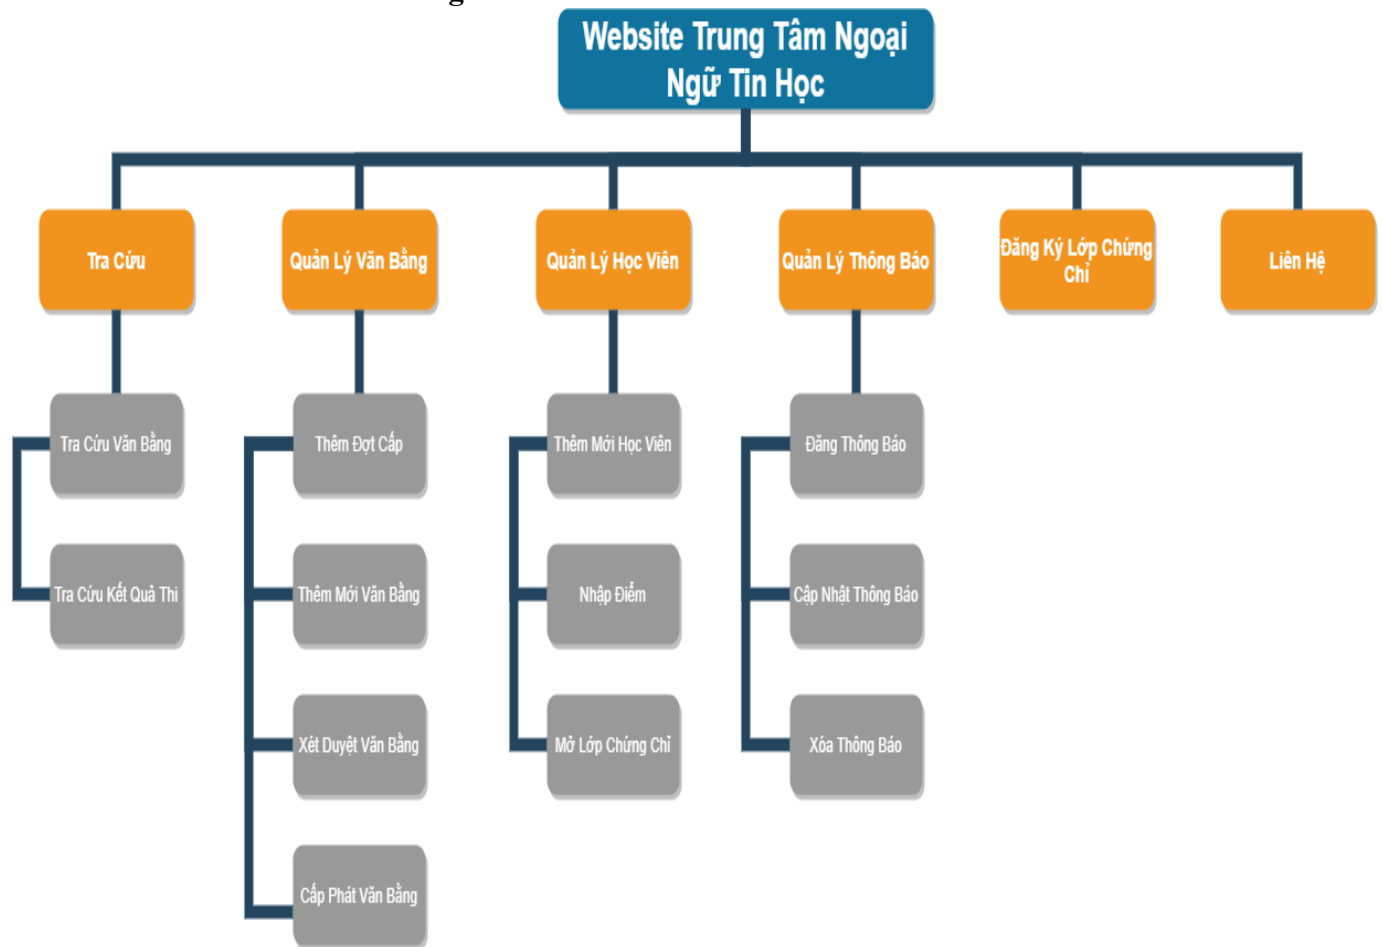 g
Website Trung Tâm Ngoại
Ngữ Tin Học
Tra Cứu
Quản Lý Văn Bằng
Quản Lý Học Viên
Quản Lý Thông Báo
Đăng Ký Lớp Chứng
Chỉ
Liên Hệ
Tra Cứu Văn Bằng
Thêm Đợt Cấp
Thêm Mới Học Viên
Đăng Thông Báo
Tra Cứu Kết Quả Thi
Thêm Mới Văn Bằng
Nhập Điểm
Cập Nhật Thông Báo
Xét Duyệt Văn Bằng
Mở Lớp Chứng Chỉ
Xóa Thông Báo
Cấp Phát Văn Bằng